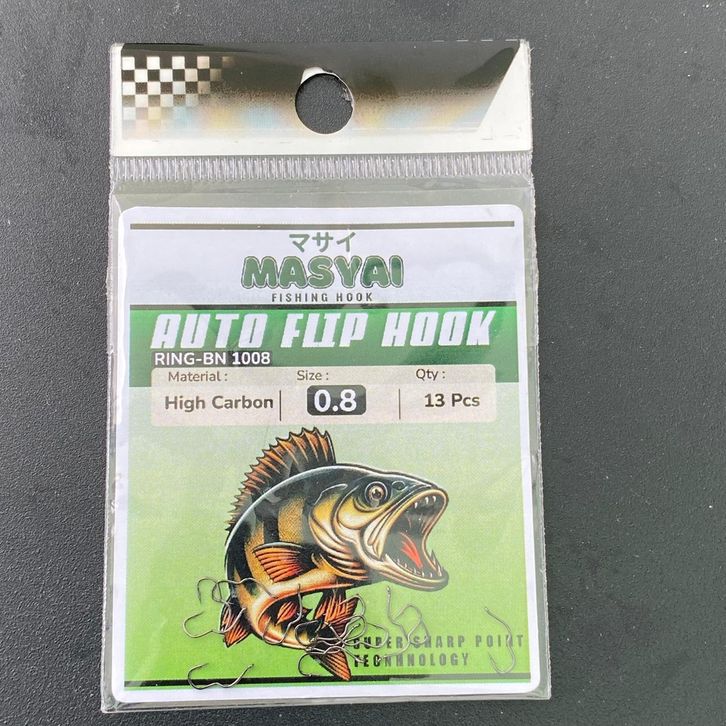 マサイ
MASYAI
FISHING HOOK
AUTO FLIP HOOK
RING-BN 1008
Material : Size : Qty :
High Carbon 0.8 13 Pcs
SUPER SHARP POINT
TECNHNOLOGY